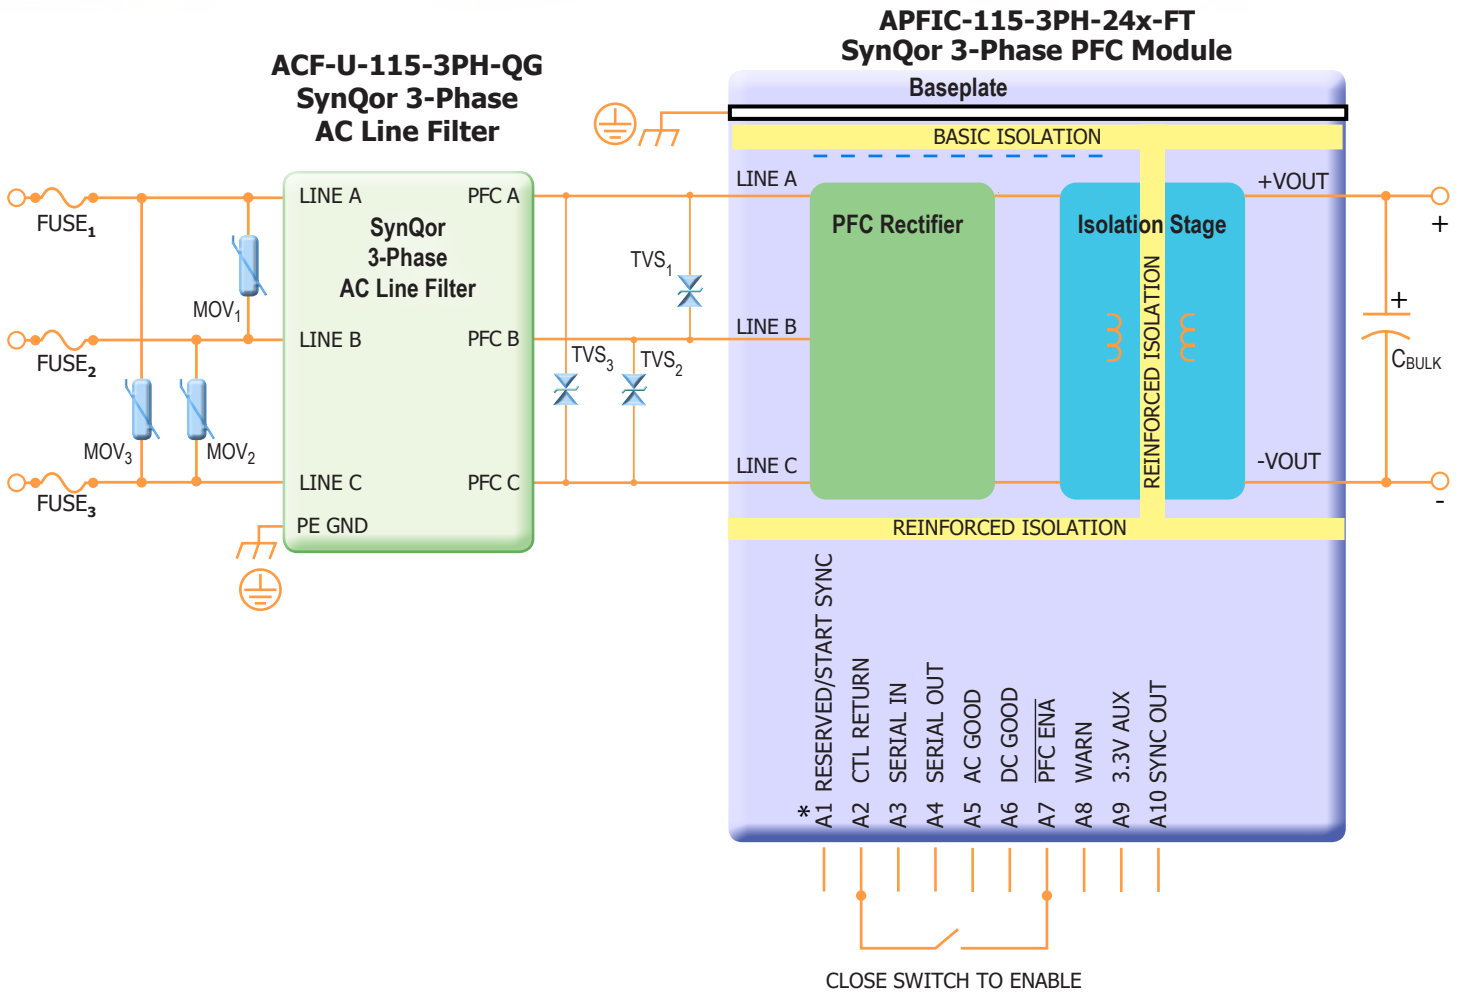 APFIC-115-3PH-24x-FT
SynQor 3-Phase PFC Module
ACF-U-115-3PH-QG
SynQor 3-Phase
AC Line Filter
Baseplate
BASIC ISOLATION
FUSE1
FUSE2
FUSE3
MOV1
MOV3
MOV2
LINE A
PFC A
SynQor
3-Phase
AC Line Filter
LINE B
PFC B
LINE C
PFC C
PE GND
TVS1
TVS3
TVS2
LINE A
LINE B
LINE C
PFC Rectifier
Isolation Stage
REINFORCED ISOLATION
+VOUT
-VOUT
+
+
CBULK
-
REINFORCED ISOLATION
* A1 RESERVED/START SYNC
A2 CTL RETURN
A3 SERIAL IN
A4 SERIAL OUT
A5 AC GOOD
A6 DC GOOD
A7 PFC ENA
A8 WARN
A9 3.3V AUX
A10 SYNC OUT
CLOSE SWITCH TO ENABLE